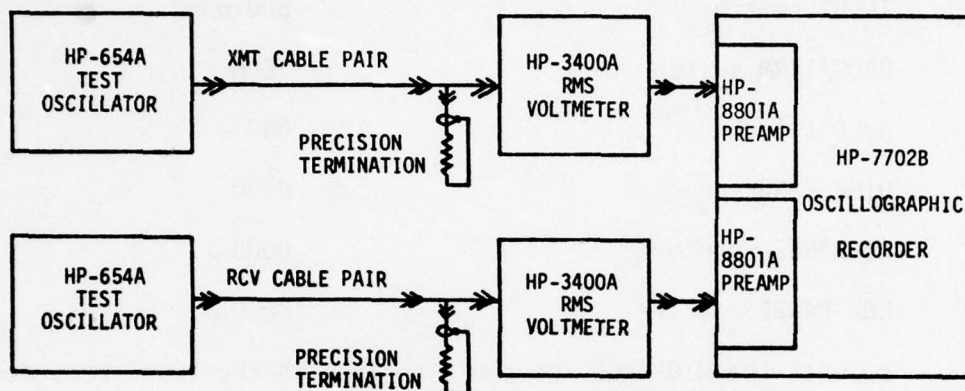 HP-654A
TEST
OSCILLATOR
XMT CABLE PAIR
PRECISION
TERMINATION
HP-3400A
RMS
VOLTMETER
HP-
8801A
PREAMP
HP-7702B
OSCILLOGRAPHIC
RECORDER
HP-654A
TEST
OSCILLATOR
RCV CABLE PAIR
PRECISION
TERMINATION
HP-3400A
RMS
VOLTMETER
HP-
8801A
PREAMP